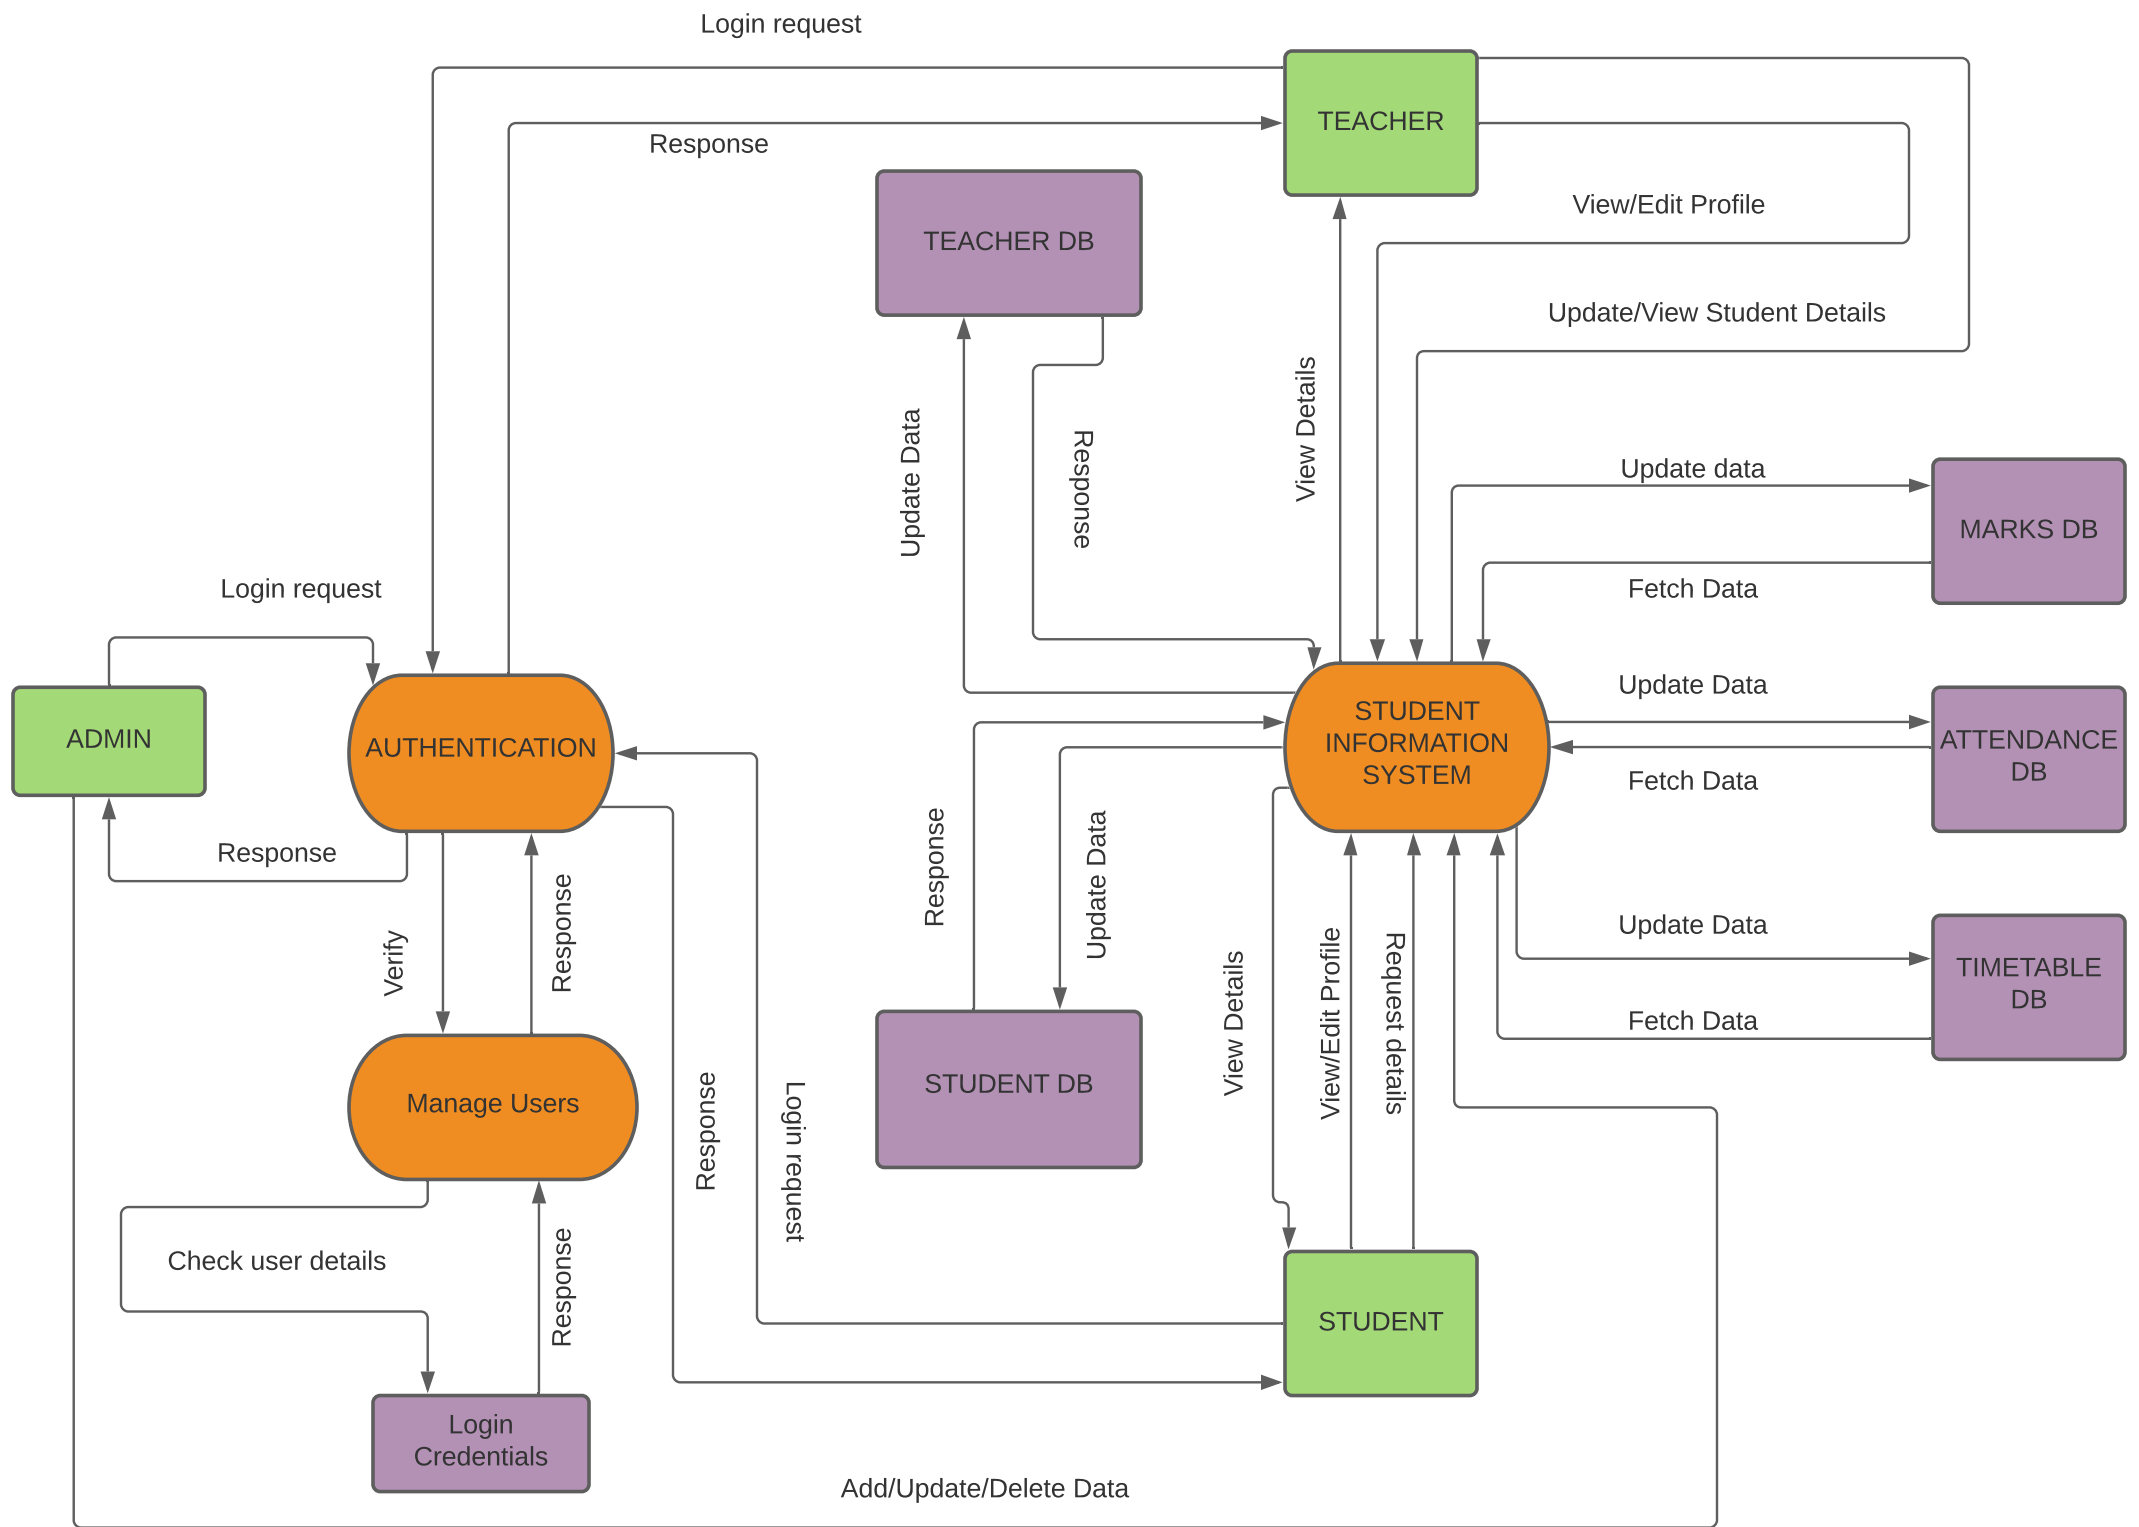 Login request
TEACHER
Response
View/Edit Profile
TEACHER DB
Update/View Student Details
View Details
Update Data
Response
Update data
MARKS DB
Fetch Data
Login request
ADMIN
AUTHENTICATION
STUDENT
INFORMATION
SYSTEM
Update Data
ATTENDANCE
DB
Fetch Data
Response
Verify
Response
Response
Update Data
View Details
View/Edit Profile
Request details
Update Data
TIMETABLE
DB
Fetch Data
Manage Users
STUDENT DB
Response
Login request
Check user details
Response
STUDENT
Login
Credentials
Add/Update/Delete Data